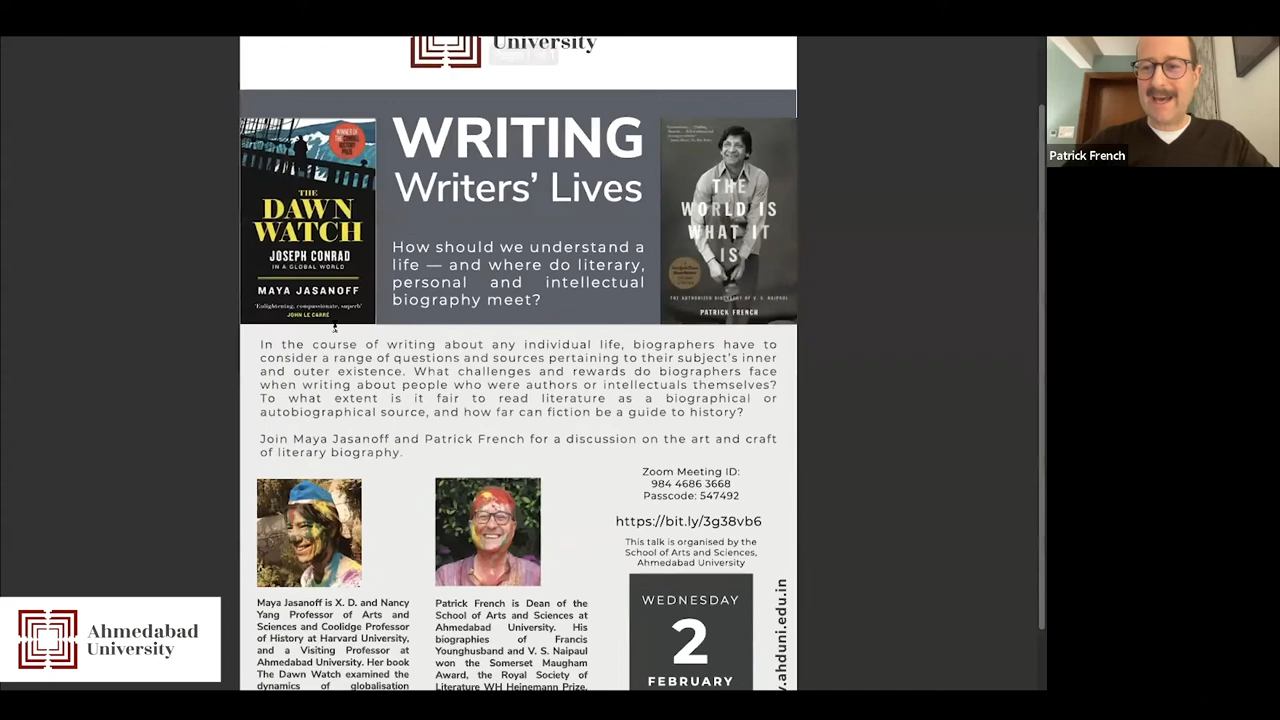 University
WRITING
Writers' Lives
How should we understand a
life — and where do literary,
personal and intellectual
biography meet?
WINNER OF
THE
DAWN
WATCH
JOSEPH CONRAD
IN A GLOBAL WORLD
MAYA JASANOFF
'Enlightening, compassionate, superb'
JOHN LE CARRÉ
THE
WORLD IS
WHAT IT
IS
THE AUTHORIZED BIOGRAPHY OF V. S. NAIPAUL
PATRICK FRENCH
Patrick French
In the course of writing about any individual life, biographers have to
consider a range of questions and sources pertaining to their subject's inner
and outer existence. What challenges and rewards do biographers face
when writing about people who were authors or intellectuals themselves?
To what extent is it fair to read literature as a biographical or
autobiographical source, and how far can fiction be a guide to history?
Join Maya Jasanoff and Patrick French for a discussion on the art and craft
of literary biography.
Zoom Meeting ID:
984 4686 3668
Passcode: 547492
https://bit.ly/3g38vb6
This talk is organised by the
School of Arts and Sciences,
Ahmedabad University
Maya Jasanoff is X. D. and Nancy
Yang Professor of Arts and
Sciences and Coolidge Professor
of History at Harvard University,
and a Visiting Professor at
Ahmedabad University. Her book
The Dawn Watch examined the
dynamics of globalisation
Patrick French is Dean of the
School of Arts and Sciences at
Ahmedabad University. His
biographies of Francis
Younghusband and V. S. Naipaul
won the Somerset Maugham
Award, the Royal Society of
Literature WH Heinemann Prize,
WEDNESDAY
2
FEBRUARY
.ahduni.edu.in
Ahmedabad
University